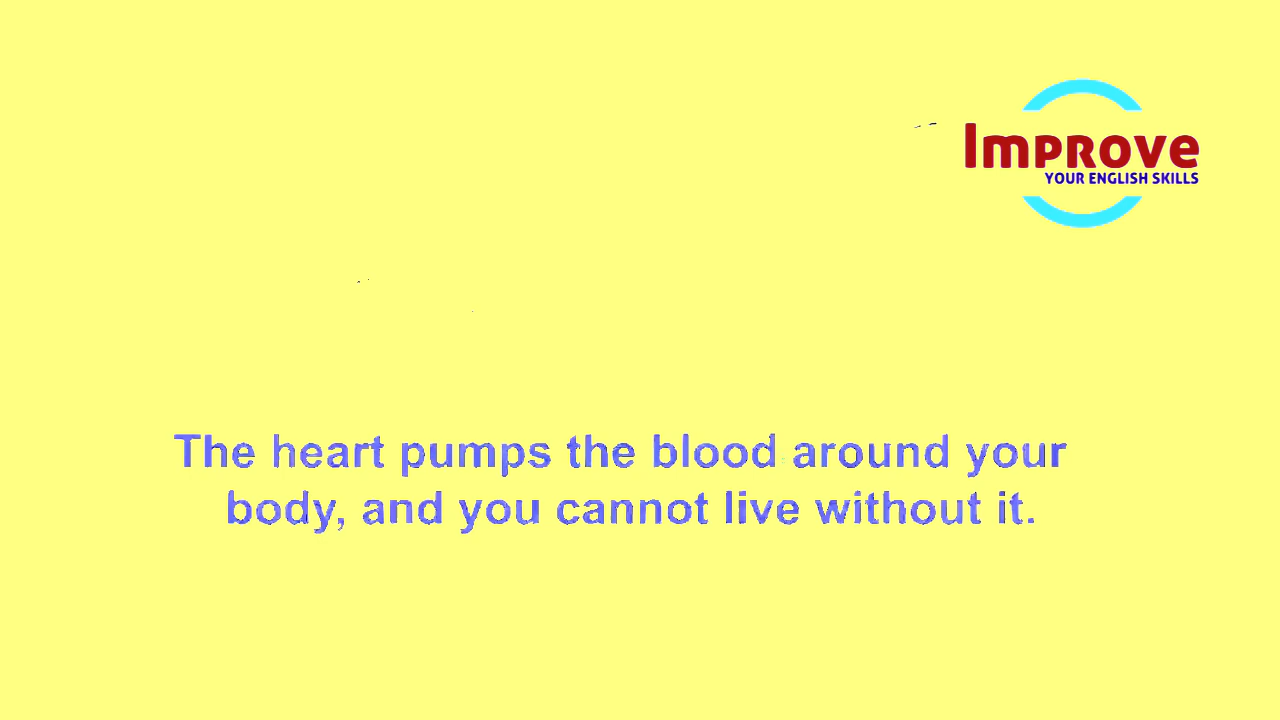 Improve
YOUR ENGLISH SKILLS
The heart pumps the blood around your
body, and you cannot live without it.